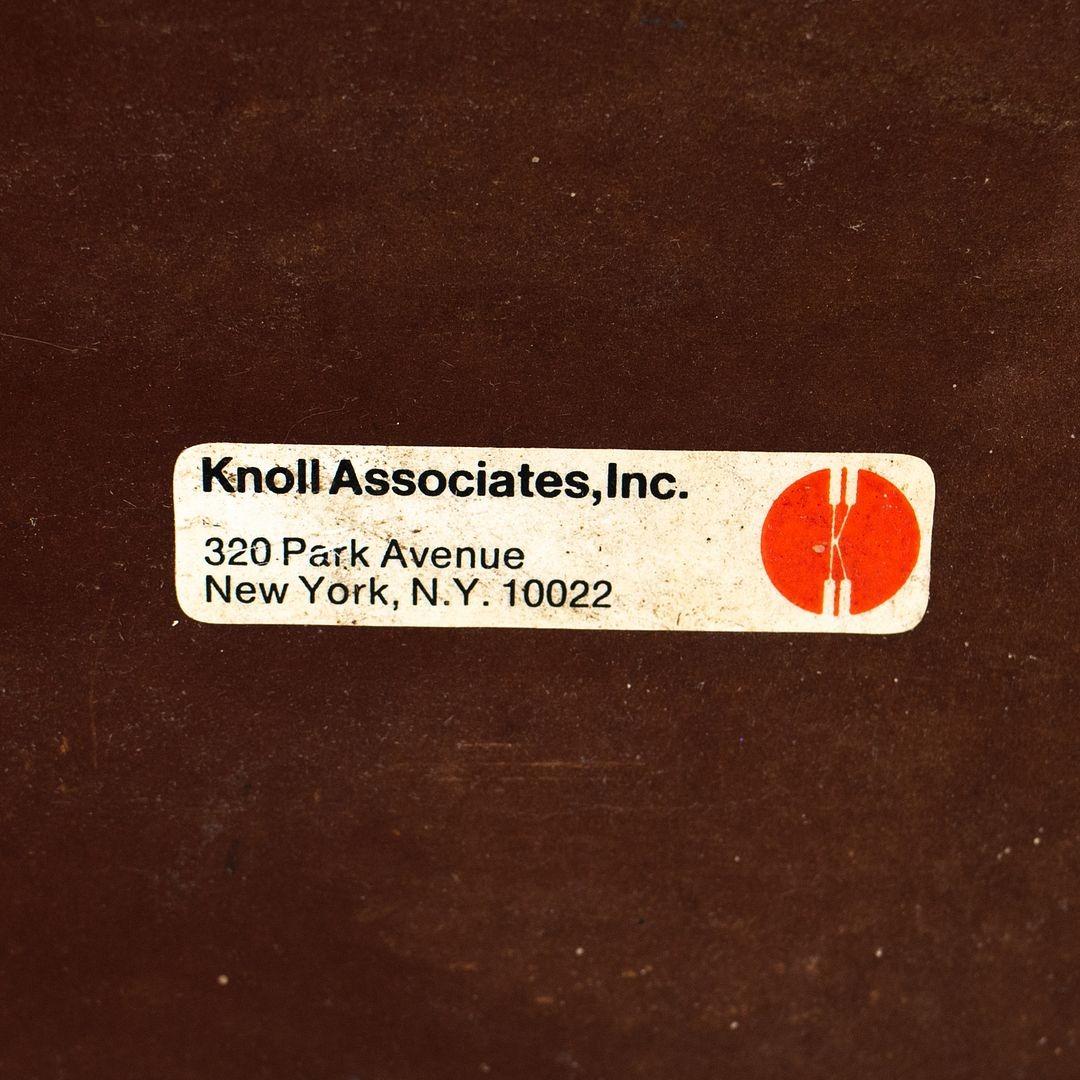 Knoll Associates, Inc.
320 Park Avenue
New York, N.Y. 10022